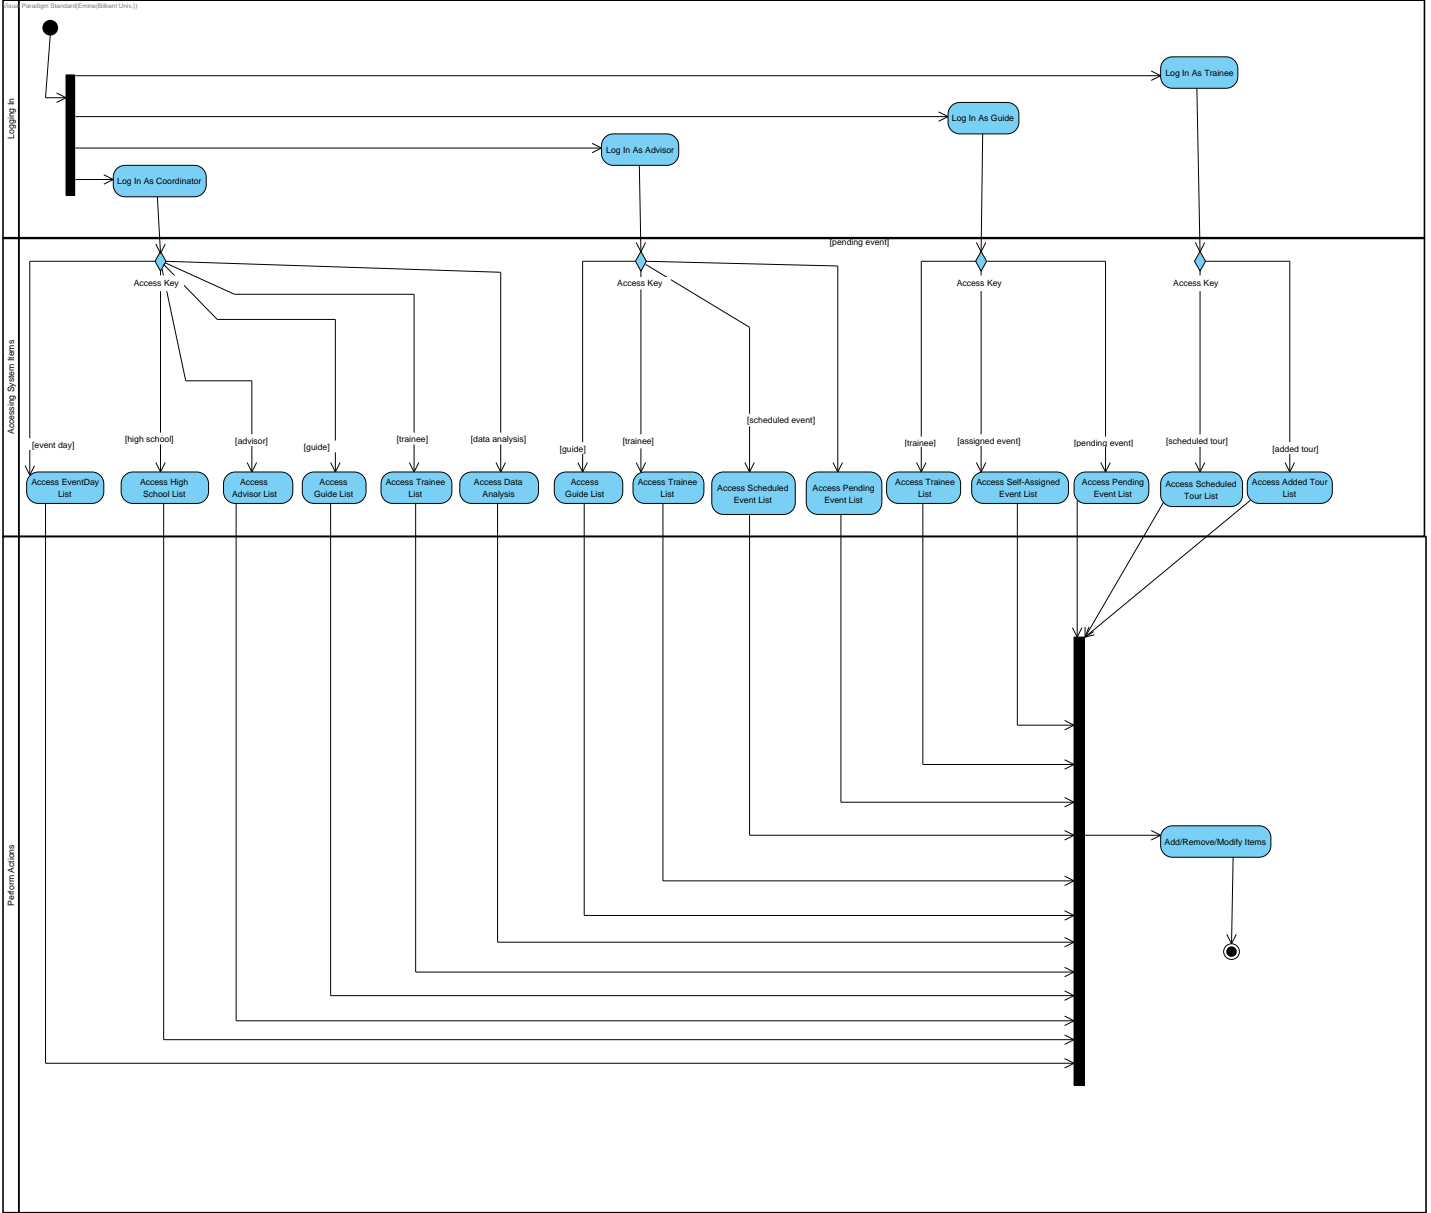 Visual Paradigm Standard(Emine(Bilkent Univ.))
Logging In
Log In As Trainee
Log In As Guide
Log In As Advisor
Log In As Coordinator
Accessing System Items
[pending event]
Access Key
Access Key
Access Key
Access Key
[event day]
[high school]
[advisor]
[guide]
[trainee]
[data analysis]
[guide]
[trainee]
[scheduled event]
[trainee]
[assigned event]
[pending event]
[scheduled tour]
[added tour]
Access EventDay
List
Access High
School List
Access
Advisor List
Access
Guide List
Access Trainee
List
Access Data
Analysis
Access
Guide List
Access Trainee
List
Access Scheduled
Event List
Access Pending
Event List
Access Trainee
List
Access Self-Assigned
Event List
Access Pending
Event List
Access Scheduled
Tour List
Access Added Tour
List
Perform Actions
Add/Remove/Modify Items